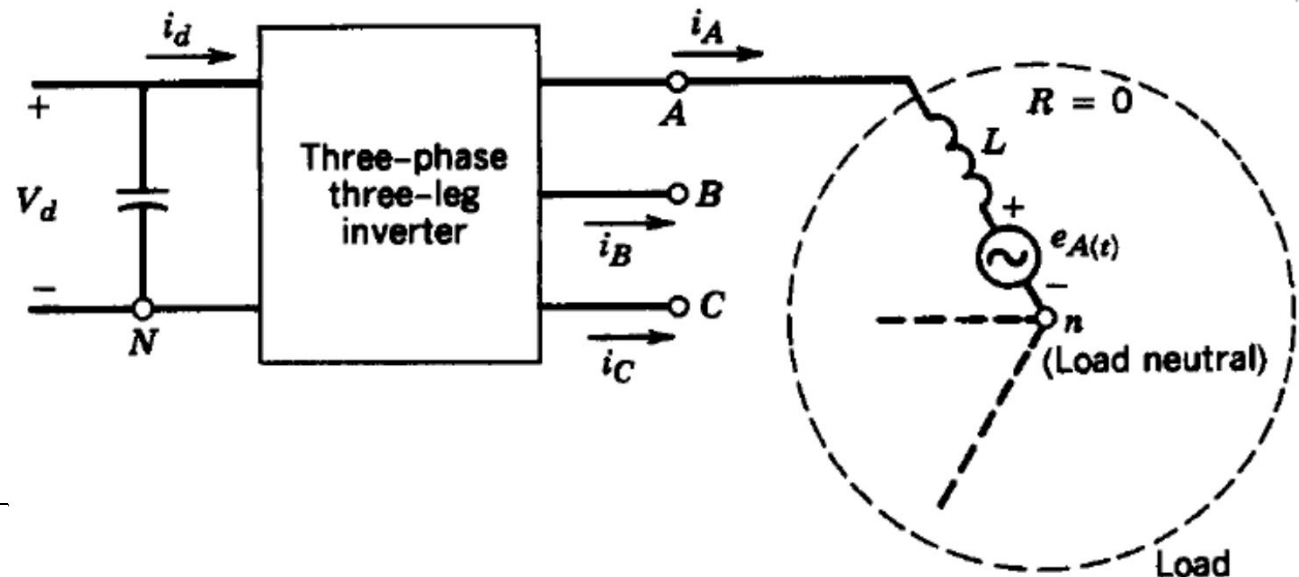 i_d
i_A
+
V_d
−
N
Three-phase
three-leg
inverter
A
B
i_B
C
i_C
R = 0
L
+
e_A(t)
−
n
(Load neutral)
Load